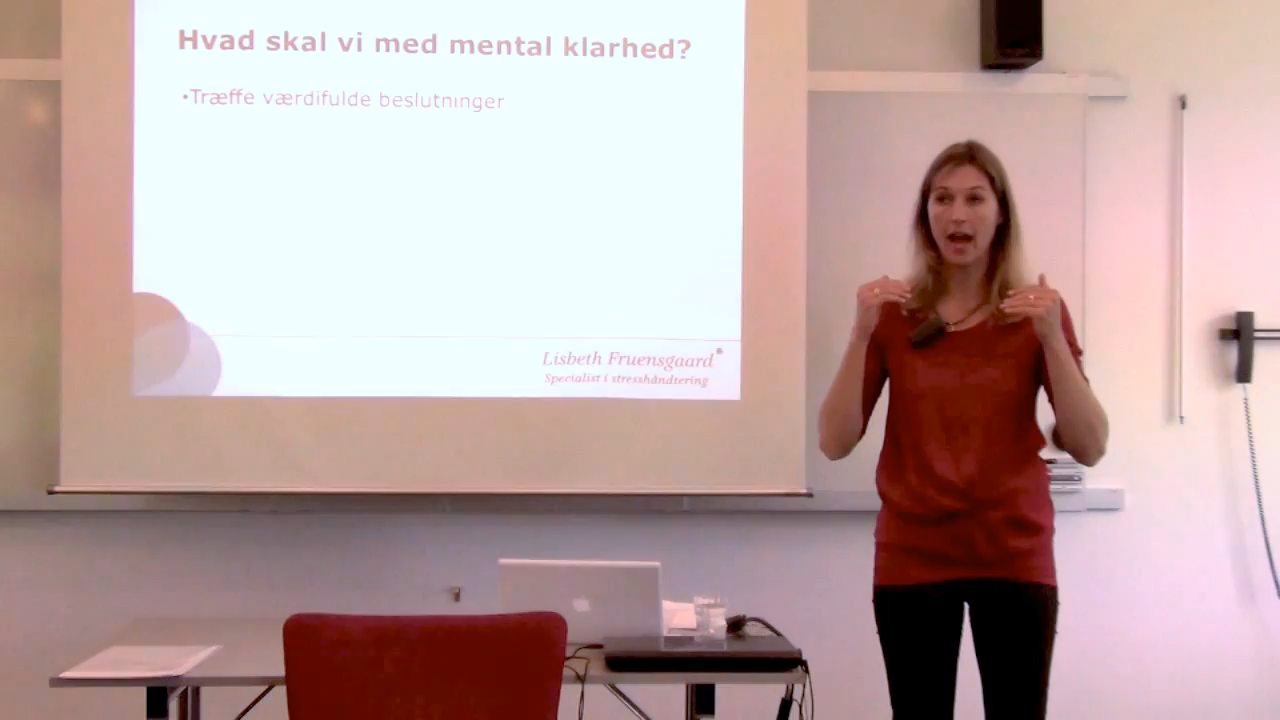 Hvad skal vi med mental klarhed?
•Træffe værdifulde beslutninger
Lisbeth Fruensgaard
Specialist i stresshåndtering